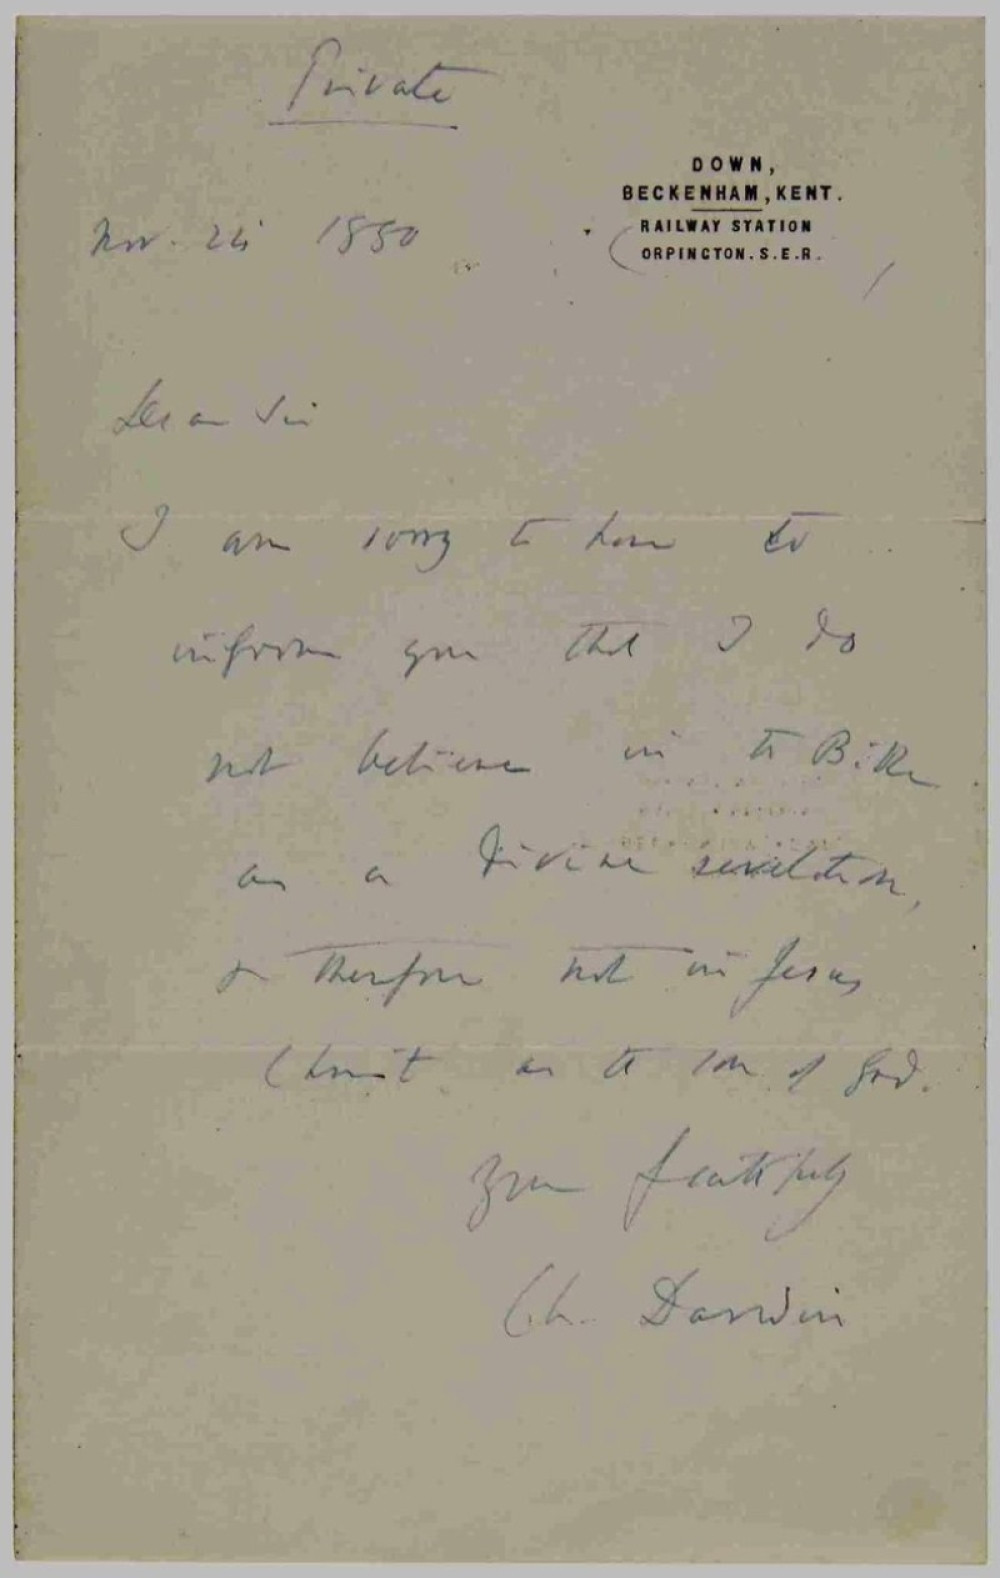 Private
DOWN,
BECKENHAM, KENT.
RAILWAY STATION
ORPINGTON. S.E.R.
Nov. 24 1880
Dear Sir
I am sorry to have to
inform you that I do
not believe in the Bible
as a divine revelation,
& therefore not in Jesus
Christ as the son of God.
Yours faithfully
Ch. Darwin